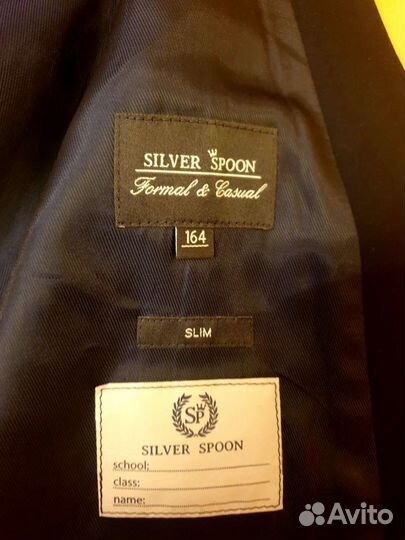 SILVER SPOON
Formal & Casual
164
SLIM
SP
SILVER SPOON
school:
class:
name:
Avito